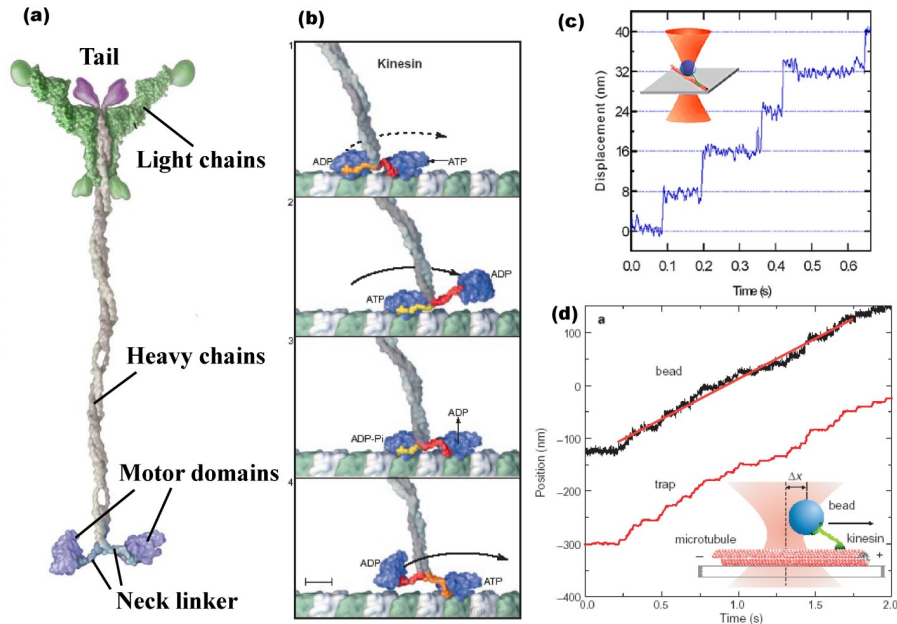 (a)
Tail
Light chains
Heavy chains
Motor domains
Neck linker
(b)
1
Kinesin
ADP
ATP
2
ADP
ATP
3
ADP
ADP-Pi
4
ADP
ATP
(c)
Displacement (nm)
40
32
24
16
8
0
0.0 0.1 0.2 0.3 0.4 0.5 0.6
Time (s)
(d)
a
Position (nm)
100
0
−100
−200
−300
−400
bead
trap
Δx
bead
kinesin
microtubule
−
+
0.0 0.5 1.0 1.5 2.0
Time (s)